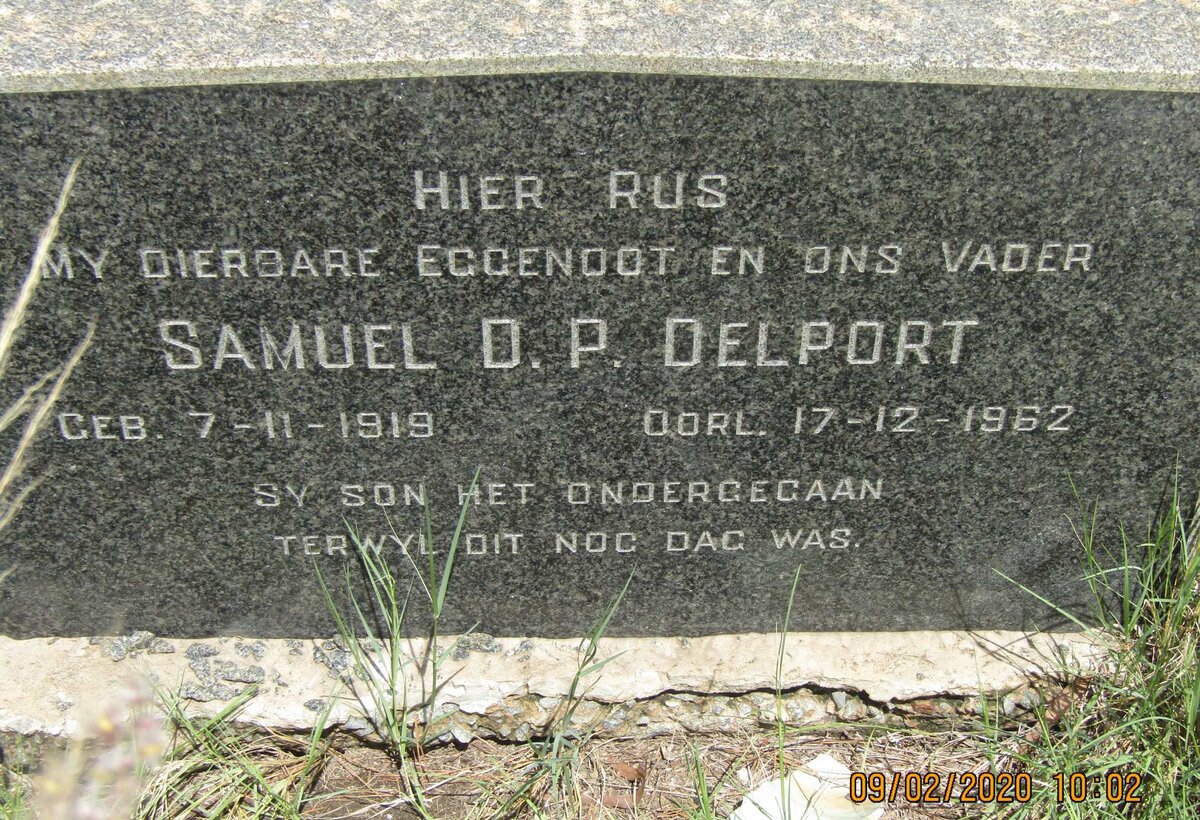 HIER RUS
MY DIERBARE EGGENOOT EN ONS VADER
SAMUEL D. P. DELPORT
GEB. 7-11-1919 OORL. 17-12-1962
SY SON HET ONDERGEGAAN
TERWYL DIT NOG DAG WAS.
09/02/2020 10:02